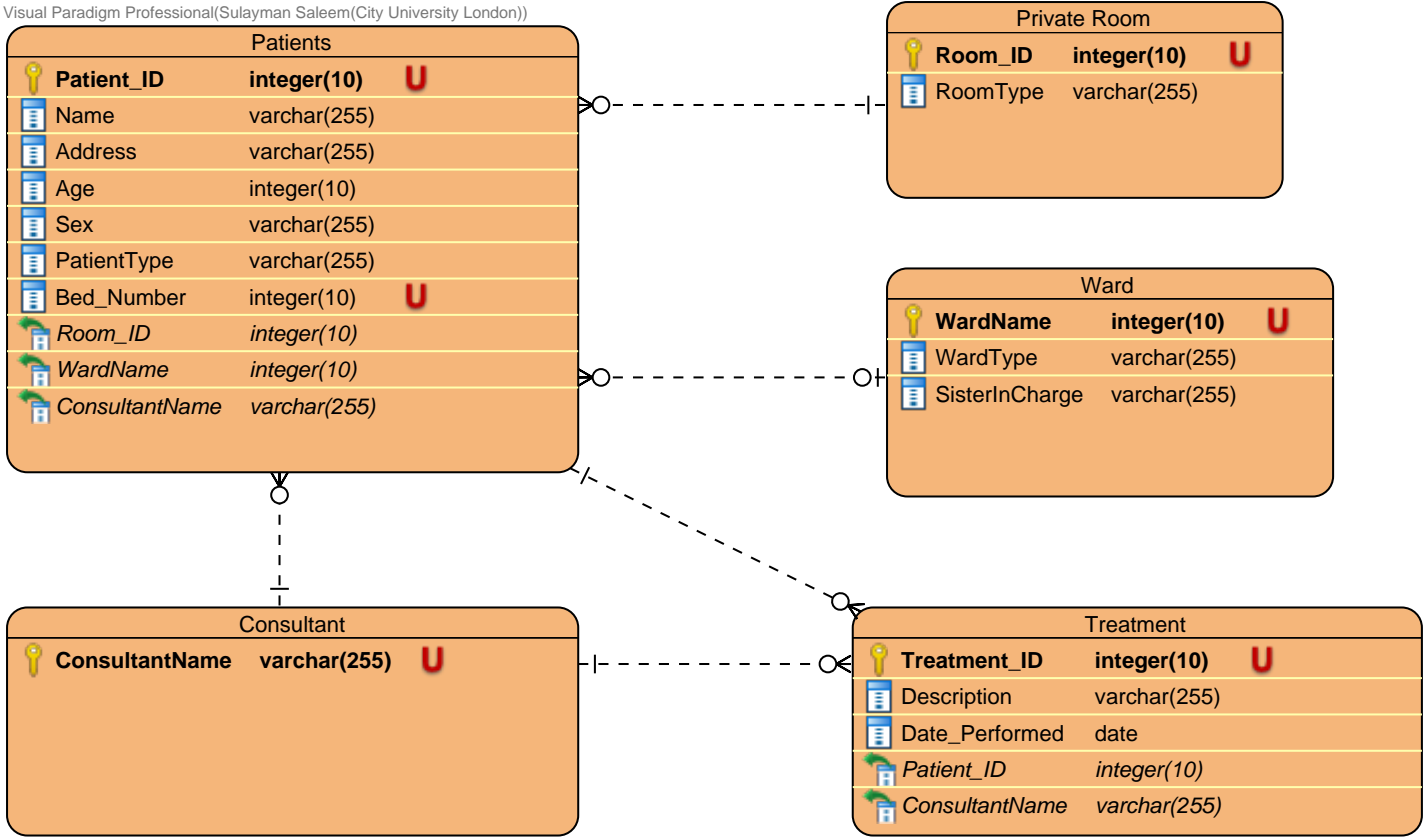 Visual Paradigm Professional(Sulayman Saleem(City University London))
Patients
Patient_ID integer(10) U
Name varchar(255)
Address varchar(255)
Age integer(10)
Sex varchar(255)
PatientType varchar(255)
Bed_Number integer(10) U
Room_ID integer(10)
WardName integer(10)
ConsultantName varchar(255)
Private Room
Room_ID integer(10) U
RoomType varchar(255)
Ward
WardName integer(10) U
WardType varchar(255)
SisterInCharge varchar(255)
Consultant
ConsultantName varchar(255) U
Treatment
Treatment_ID integer(10) U
Description varchar(255)
Date_Performed date
Patient_ID integer(10)
ConsultantName varchar(255)